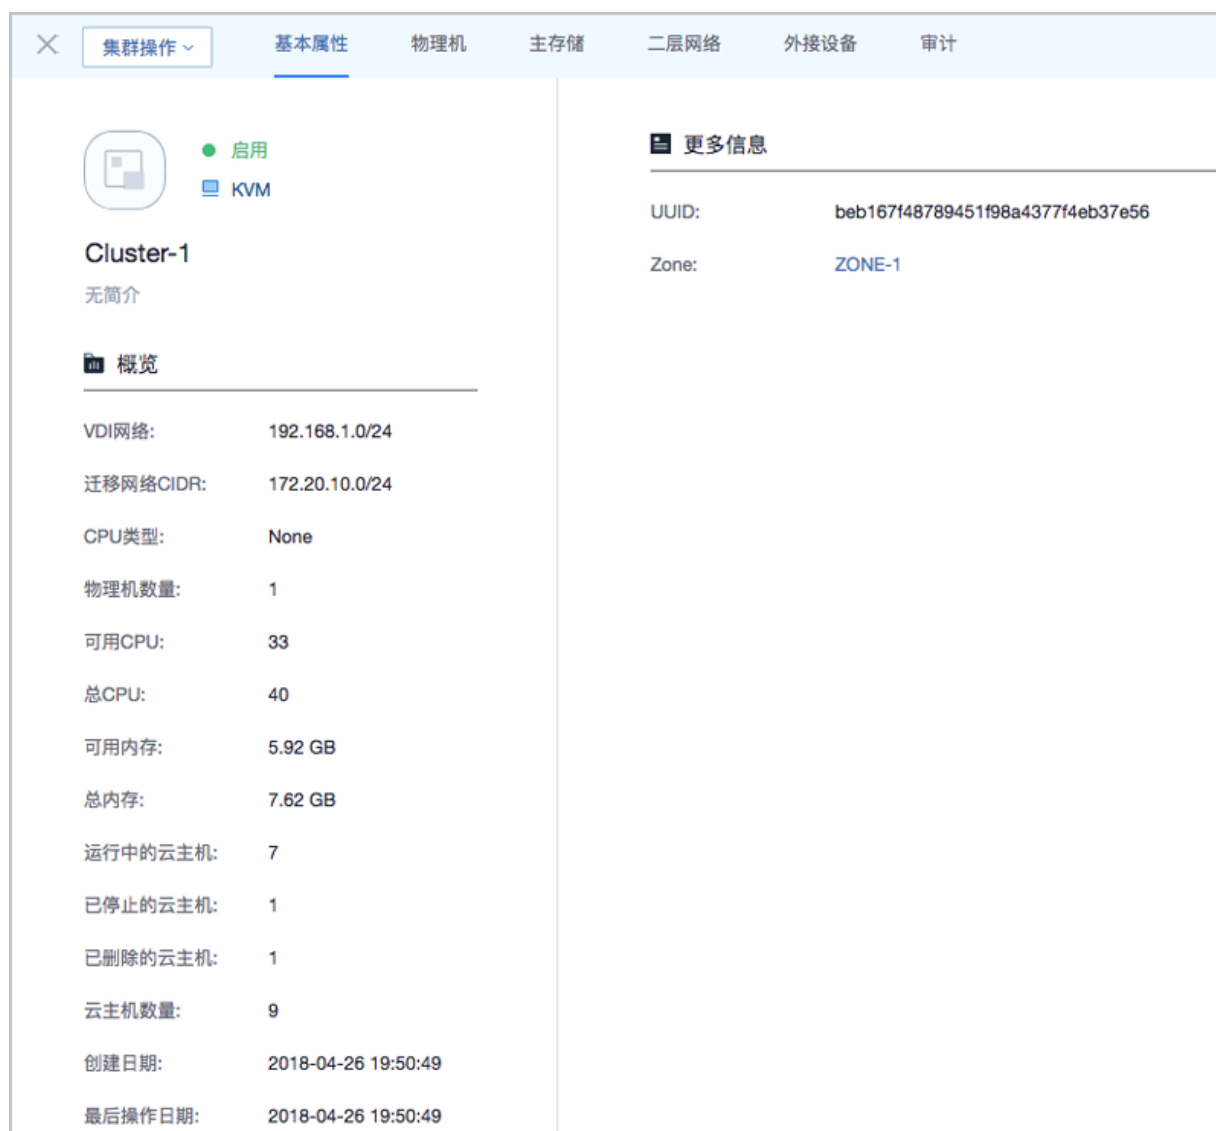 集群操作 基本属性 物理机 主存储 二层网络 外接设备 审计
启用
KVM
Cluster-1
无简介
概览
VDI网络: 192.168.1.0/24
迁移网络CIDR: 172.20.10.0/24
CPU类型: None
物理机数量: 1
可用CPU: 33
总CPU: 40
可用内存: 5.92 GB
总内存: 7.62 GB
运行中的云主机: 7
已停止的云主机: 1
已删除的云主机: 1
云主机数量: 9
创建日期: 2018-04-26 19:50:49
最后操作日期: 2018-04-26 19:50:49
更多信息
UUID: beb167f48789451f98a4377f4eb37e56
Zone: ZONE-1